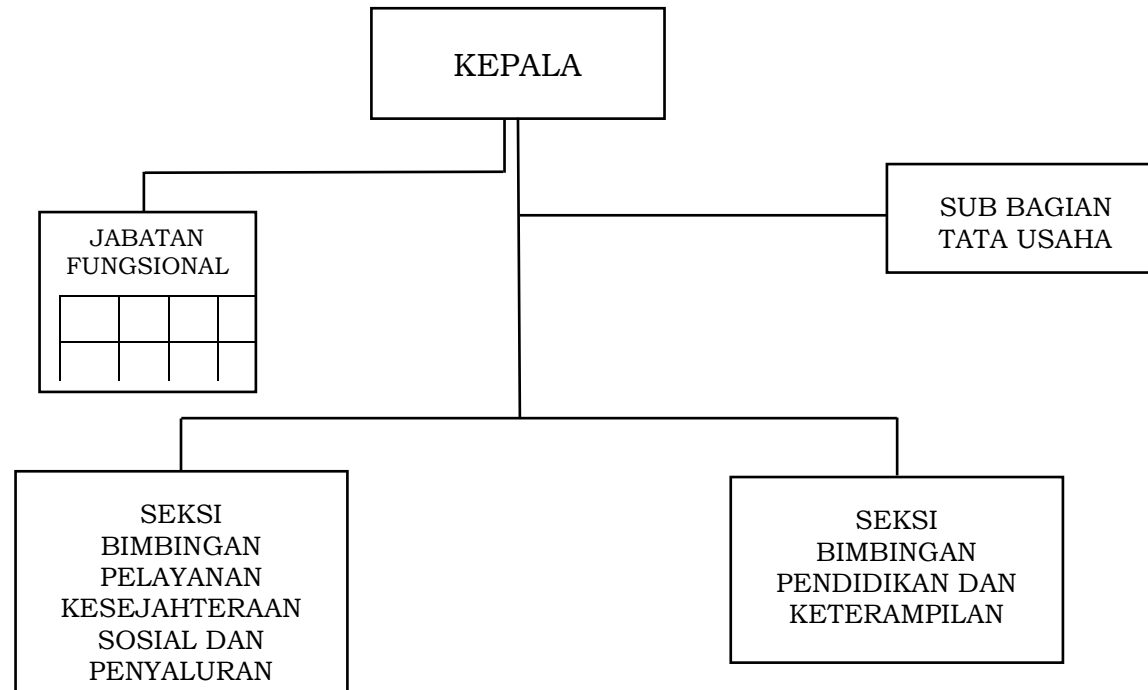 KEPALA
SUB BAGIAN
TATA USAHA
JABATAN
FUNGSIONAL
SEKSI
BIMBINGAN
PELAYANAN
KESEJAHTERAAN
SOSIAL DAN
PENYALURAN
SEKSI
BIMBINGAN
PENDIDIKAN DAN
KETERAMPILAN